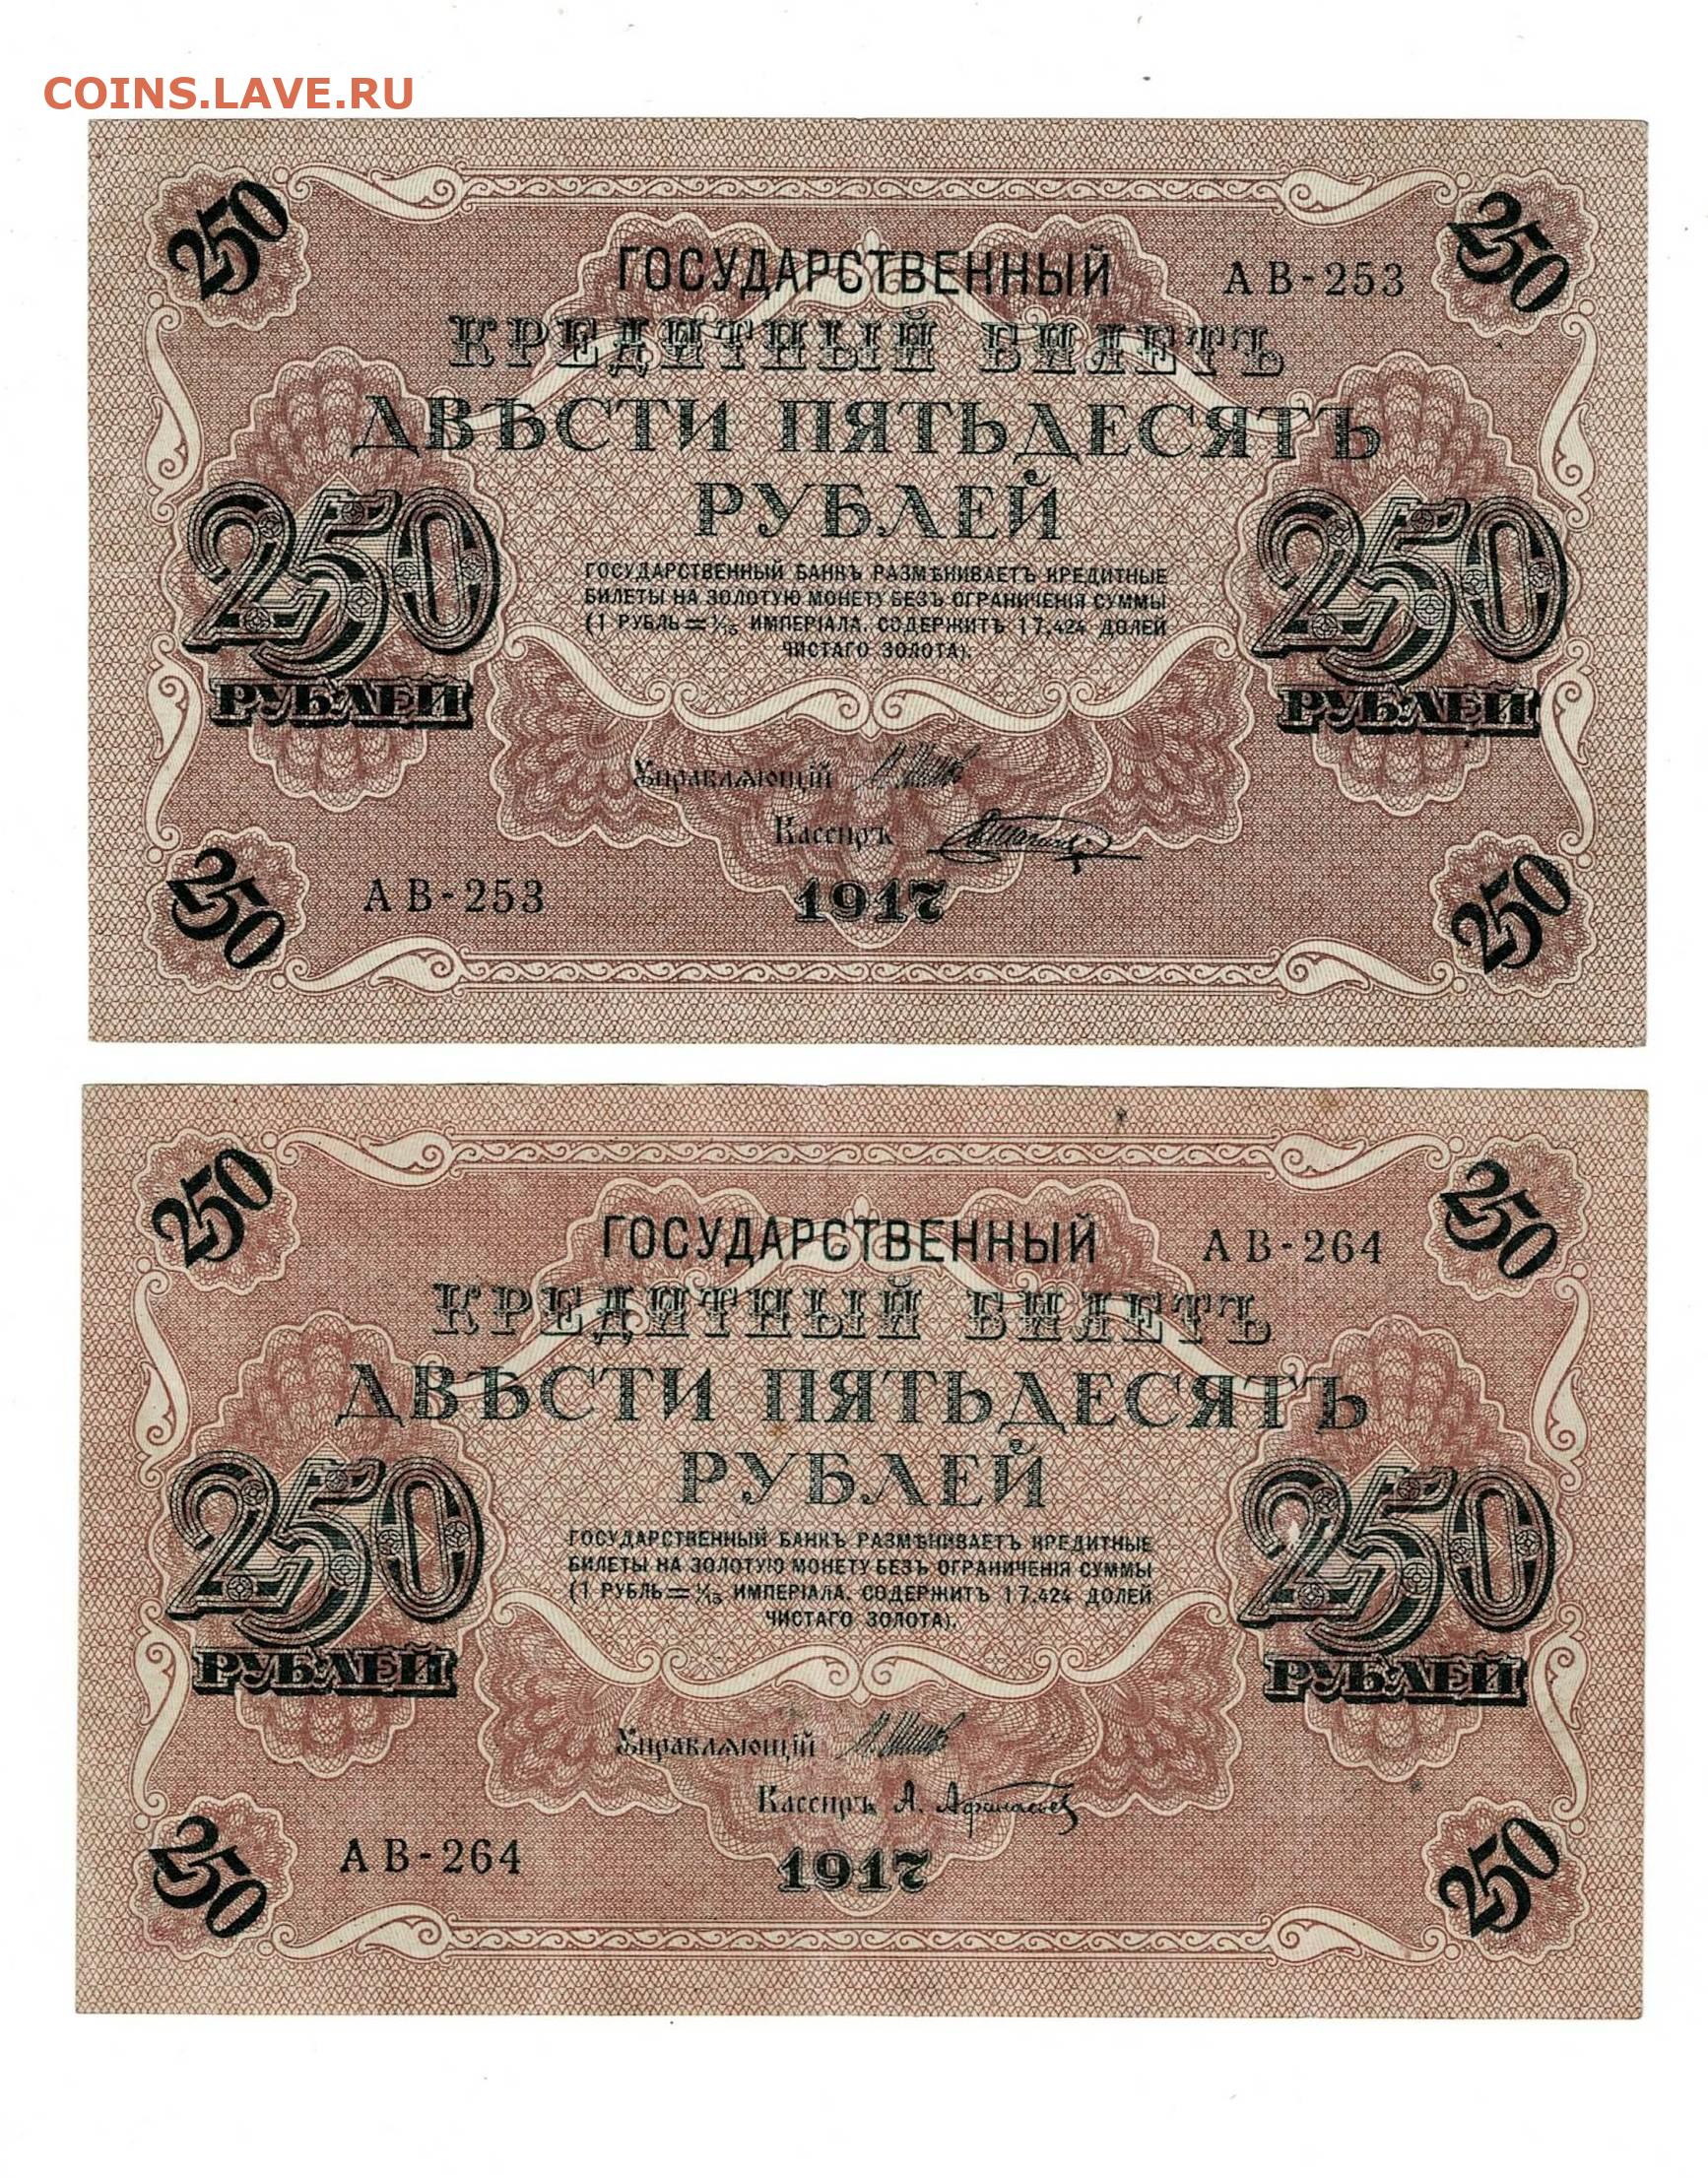 COINS.LAVE.RU
250 250
ГОСУДАРСТВЕННЫЙ АВ-253
КРЕДИТНЫЙ БИЛЕТЪ
ДВѢСТИ ПЯТЬДЕСЯТЪ
РУБЛЕЙ
250 250
ГОСУДАРСТВЕННЫЙ БАНКЪ РАЗМѢНИВАЕТЪ КРЕДИТНЫЕ
БИЛЕТЫ НА ЗОЛОТУЮ МОНЕТУ БЕЗЪ ОГРАНИЧЕНІЯ СУММЫ
(1 РУБЛЬ = 1/15 ИМПЕРІАЛА, СОДЕРЖИТЪ 17,424 ДОЛЕЙ
ЧИСТАГО ЗОЛОТА).
РУБЛЕЙ РУБЛЕЙ
Управляющій
Кассиръ
АВ-253 1917
250 250
250 250
ГОСУДАРСТВЕННЫЙ АВ-264
КРЕДИТНЫЙ БИЛЕТЪ
ДВѢСТИ ПЯТЬДЕСЯТЪ
РУБЛЕЙ
250 250
ГОСУДАРСТВЕННЫЙ БАНКЪ РАЗМѢНИВАЕТЪ КРЕДИТНЫЕ
БИЛЕТЫ НА ЗОЛОТУЮ МОНЕТУ БЕЗЪ ОГРАНИЧЕНІЯ СУММЫ
(1 РУБЛЬ = 1/15 ИМПЕРІАЛА, СОДЕРЖИТЪ 17,424 ДОЛЕЙ
ЧИСТАГО ЗОЛОТА).
РУБЛЕЙ РУБЛЕЙ
Управляющій
Кассиръ А. Афанасьев
АВ-264 1917
250 250